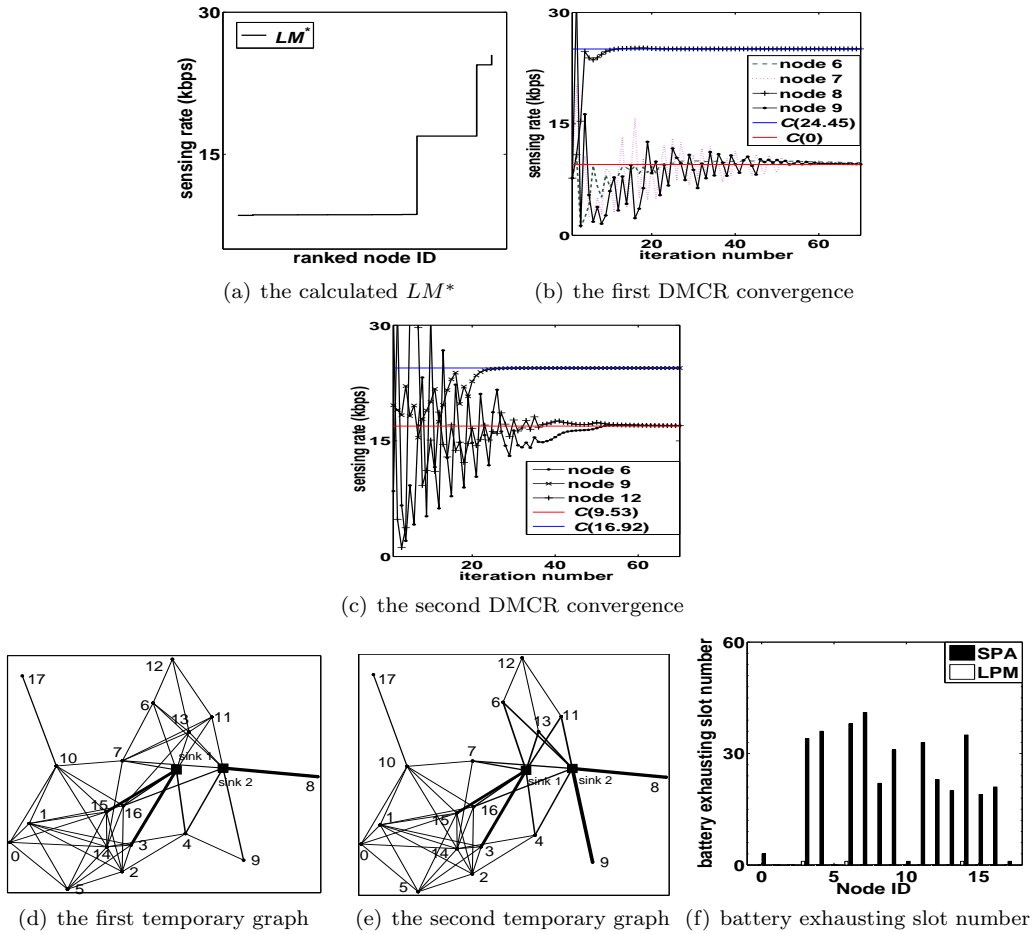 30
LM*
15
sensing rate (kbps)
ranked node ID
(a) the calculated LM*
30
15
0
sensing rate (kbps)
node 6
node 7
node 8
node 9
C(24.45)
C(0)
20 40 60
iteration number
(b) the first DMCR convergence
30
15
0
sensing rate (kbps)
node 6
node 9
node 12
C(9.53)
C(16.92)
20 40 60
iteration number
(c) the second DMCR convergence
12
17
6
11
13
7
sink 1
10
sink 2
8
15
16
1
4
0
3
14
9
2
5
(d) the first temporary graph
12
17
6
11
13
7
10
sink 1
sink 2
8
16
15
1
4
0
3
14
9
2
5
(e) the second temporary graph
60
SPA
LPM
30
0
battery exhausting slot number
0 5 10 15
Node ID
(f) battery exhausting slot number